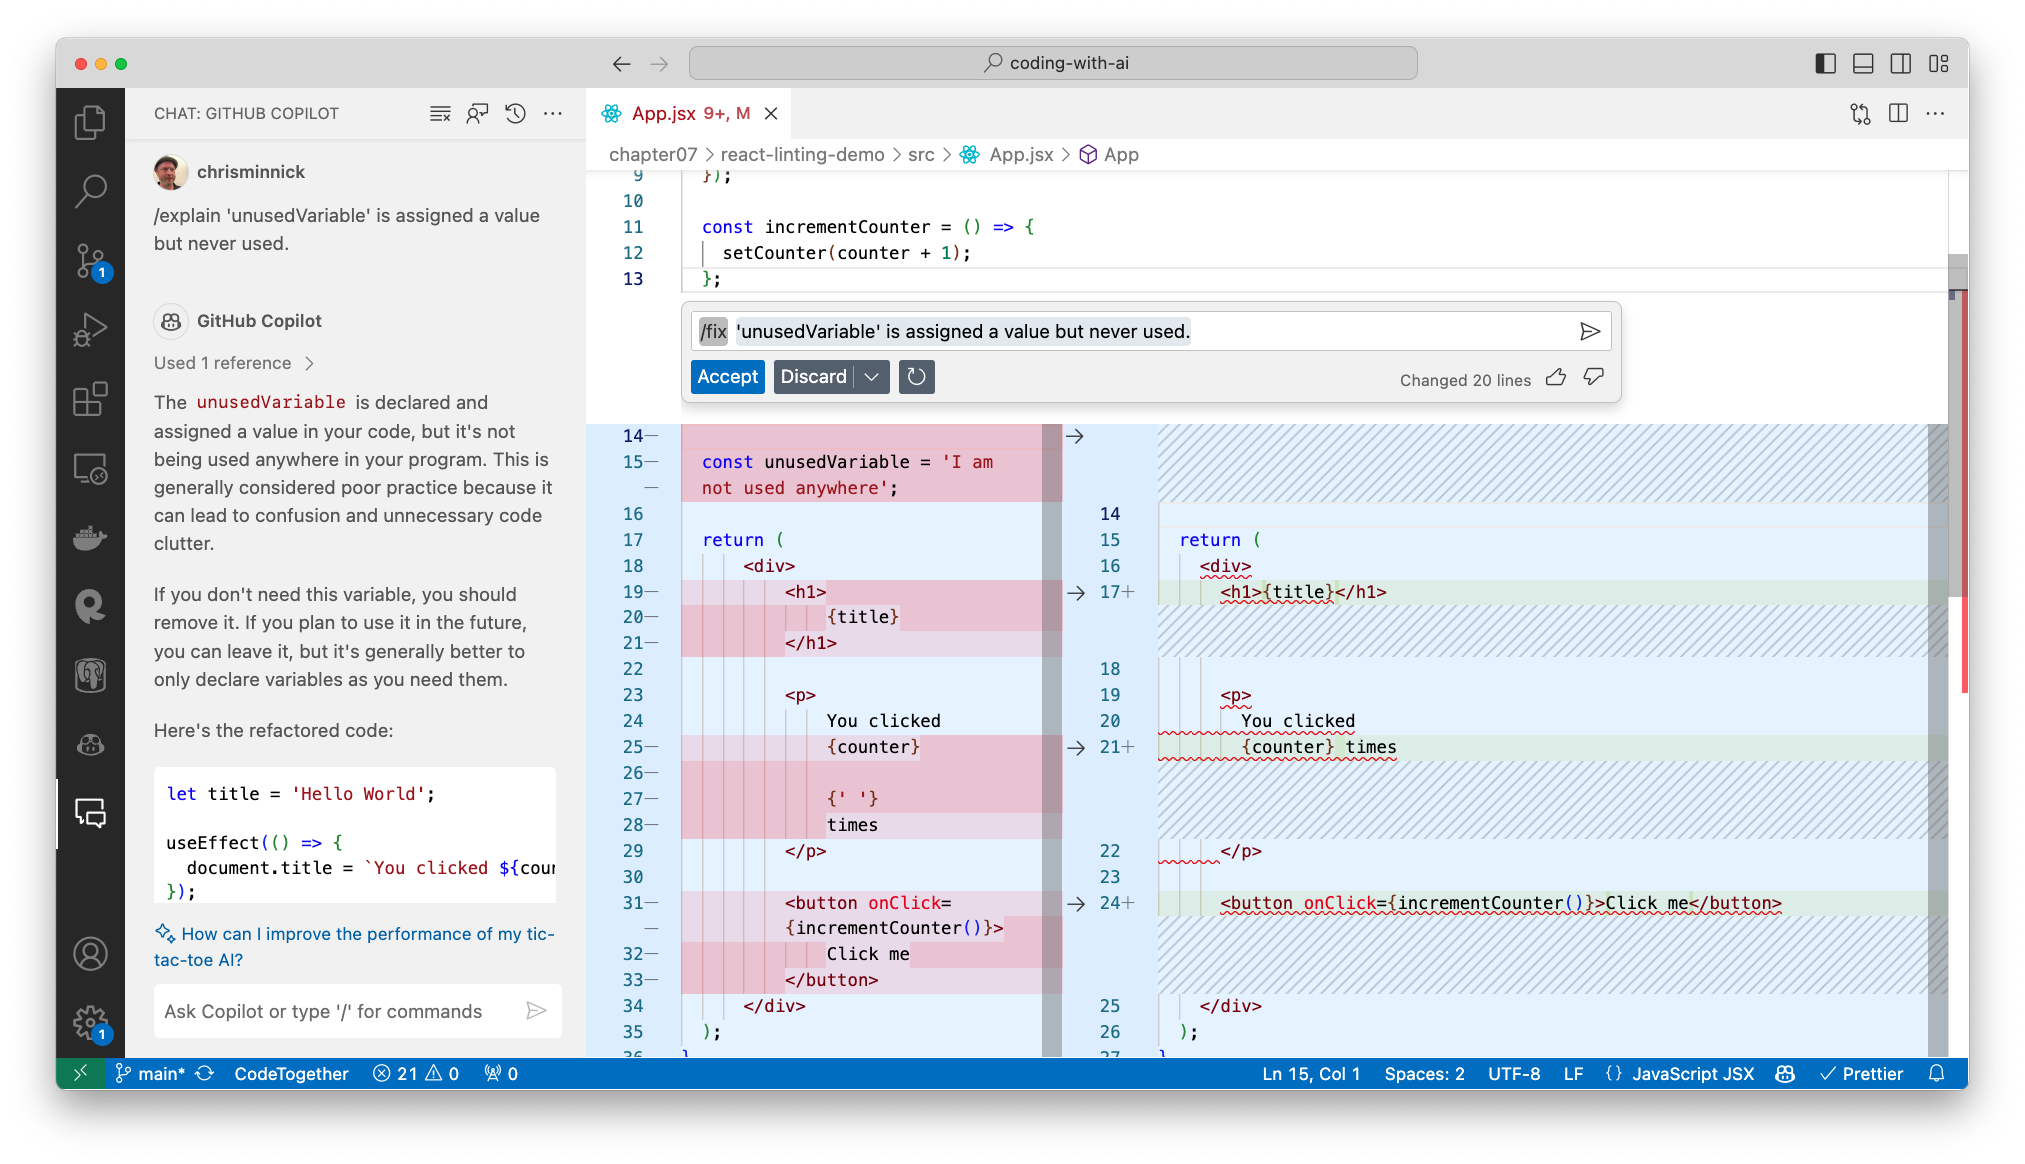 coding-with-ai
CHAT: GITHUB COPILOT
chrisminnick
/explain 'unusedVariable' is assigned a value
but never used.
GitHub Copilot
Used 1 reference
The unusedVariable is declared and
assigned a value in your code, but it's not
being used anywhere in your program. This is
generally considered poor practice because it
can lead to confusion and unnecessary code
clutter.
If you don't need this variable, you should
remove it. If you plan to use it in the future,
you can leave it, but it's generally better to
only declare variables as you need them.
Here's the refactored code:
let title = 'Hello World';
useEffect(() => {
document.title = `You clicked ${cour
});
How can I improve the performance of my tic-
tac-toe AI?
Ask Copilot or type '/' for commands
1
1
App.jsx 9+, M
chapter07 > react-linting-demo > src > App.jsx > App
9 });
10
11 const incrementCounter = () => {
12 setCounter(counter + 1);
13 };
/fix 'unusedVariable' is assigned a value but never used.
Accept Discard
Changed 20 lines
14—
15— const unusedVariable = 'I am
— not used anywhere';
16
17 return (
18 <div>
19— <h1>
20— {title}
21— </h1>
22
23 <p>
24 You clicked
25— {counter}
26—
27— {' '}
28— times
29 </p>
30
31— <button onClick=
— {incrementCounter()}>
32— Click me
33— </button>
34 </div>
35 );
36 }
14
15 return (
16 <div>
17+ <h1>{title}</h1>
18
19 <p>
20 You clicked
21+ {counter} times
22 </p>
23
24+ <button onClick={incrementCounter()}>Click me</button>
25 </div>
26 );
27 }
main* CodeTogether 21 0 0 Ln 15, Col 1 Spaces: 2 UTF-8 LF {} JavaScript JSX Prettier